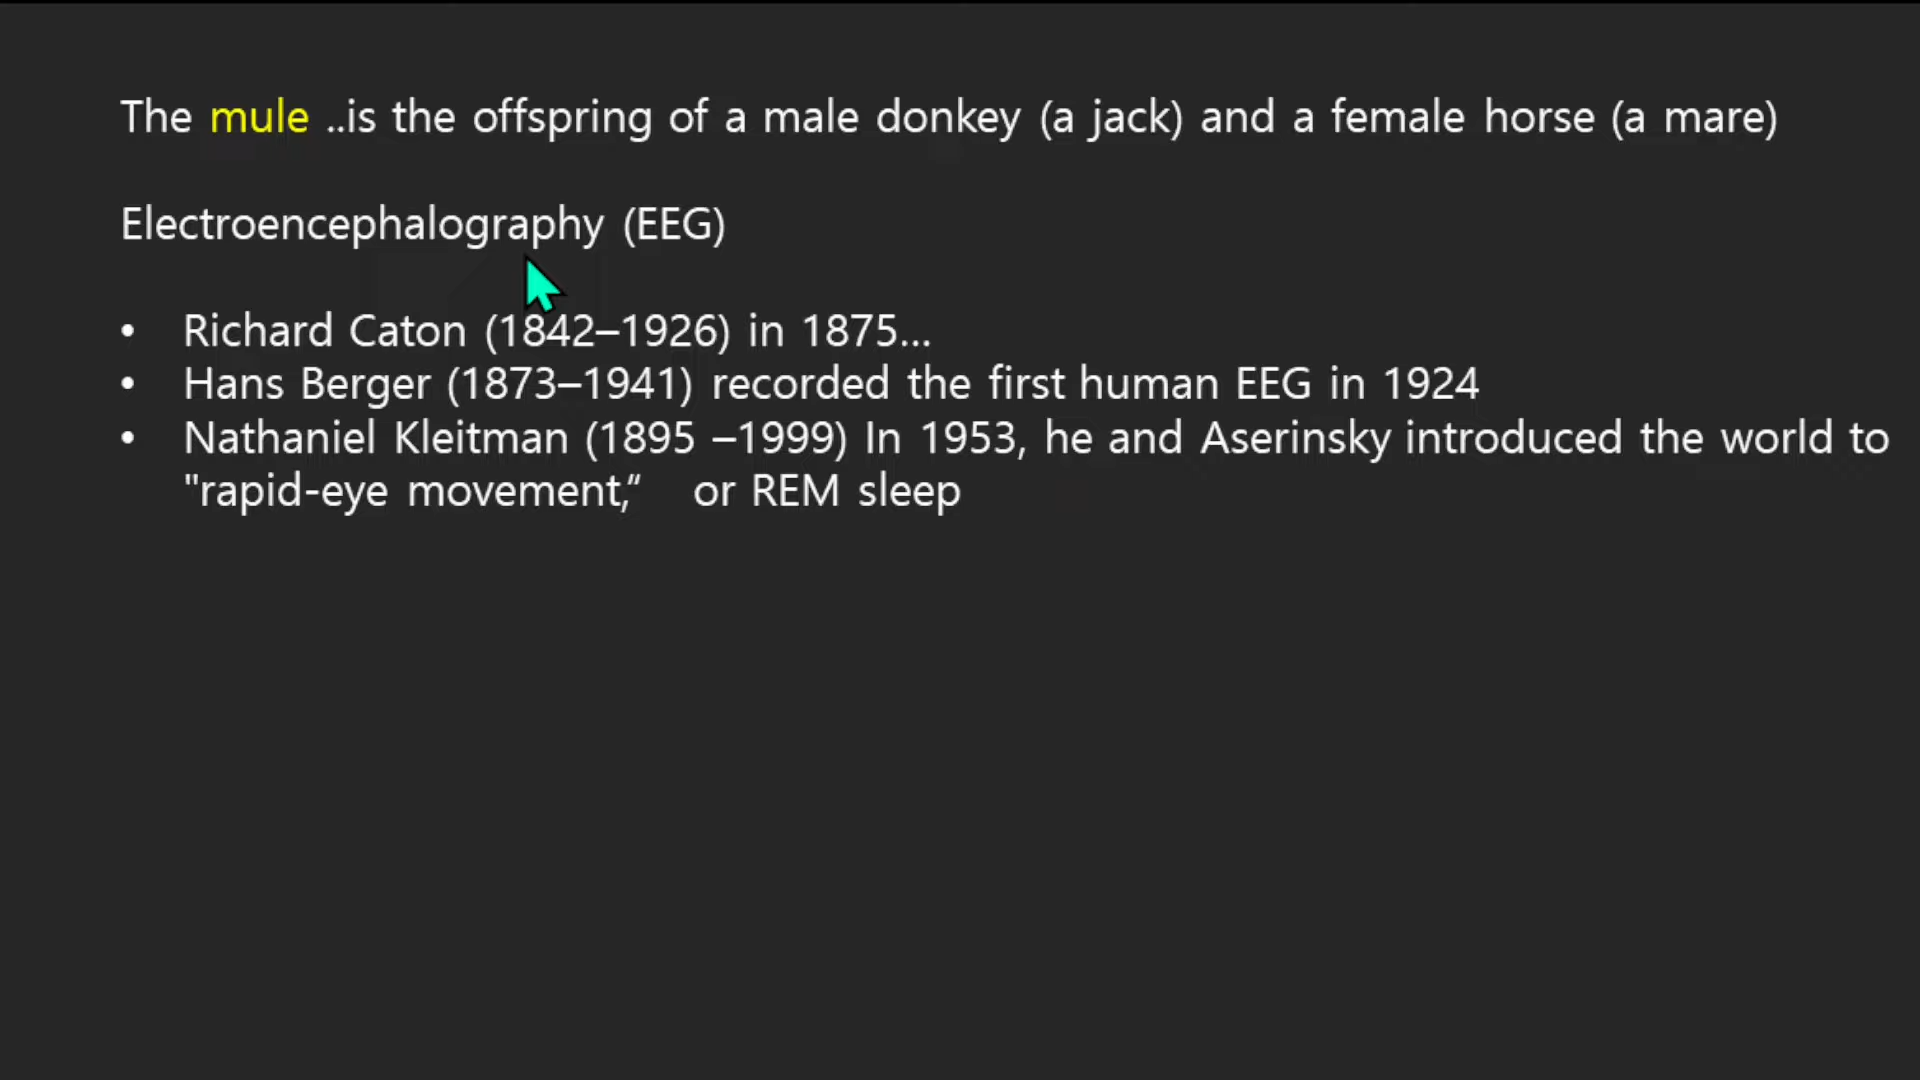 The mule ..is the offspring of a male donkey (a jack) and a female horse (a mare)
Electroencephalography (EEG)
• Richard Caton (1842–1926) in 1875...
• Hans Berger (1873–1941) recorded the first human EEG in 1924
• Nathaniel Kleitman (1895 –1999) In 1953, he and Aserinsky introduced the world to
"rapid-eye movement,“ or REM sleep